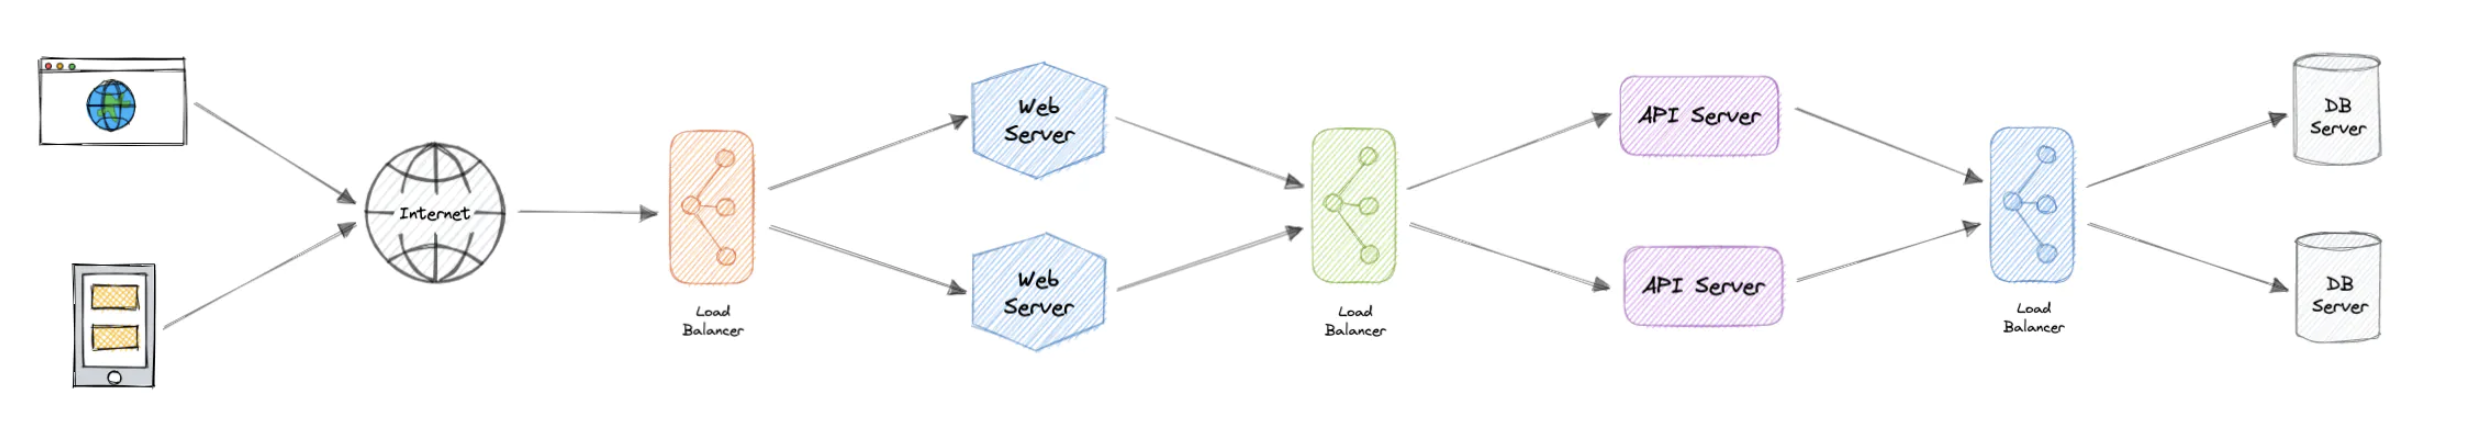 Internet
Load
Balancer
Web
Server
Web
Server
Load
Balancer
API Server
API Server
Load
Balancer
DB
Server
DB
Server